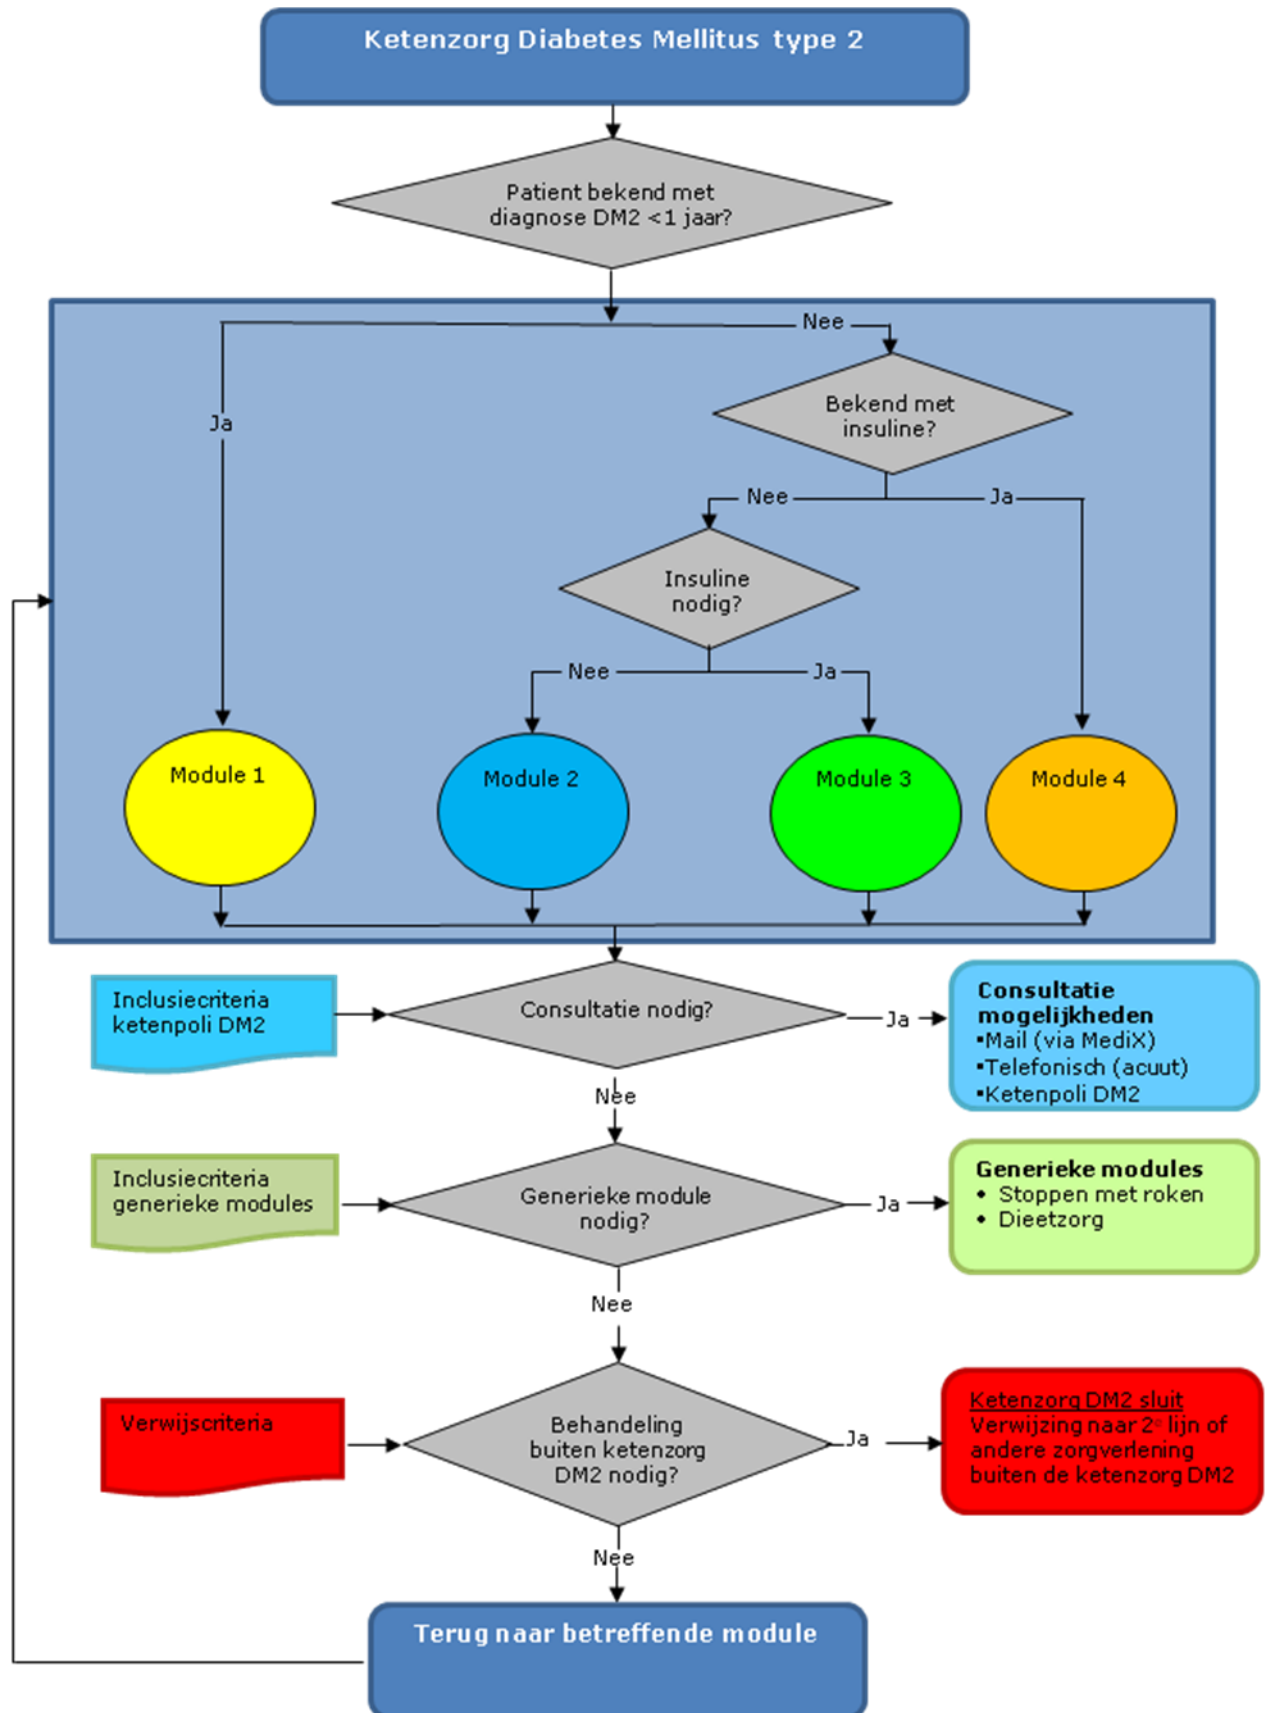 Ketenzorg Diabetes Mellitus type 2
Patient bekend met
diagnose DM2 <1 jaar?
Nee
Ja
Bekend met
insuline?
Nee
Ja
Insuline
nodig?
Nee
Ja
Module 1
Module 2
Module 3
Module 4
Inclusiecriteria
ketenpoli DM2
Consultatie nodig?
Ja
Consultatie
mogelijkheden
▪Mail (via MediX)
▪Telefonisch (acuut)
▪Ketenpoli DM2
Nee
Inclusiecriteria
generieke modules
Generieke module
nodig?
Ja
Generieke modules
• Stoppen met roken
• Dieetzorg
Nee
Verwijscriteria
Behandeling
buiten ketenzorg
DM2 nodig?
Ja
Ketenzorg DM2 sluit
Verwijzing naar 2e lijn of
andere zorgverlening
buiten de ketenzorg DM2
Nee
Terug naar betreffende module